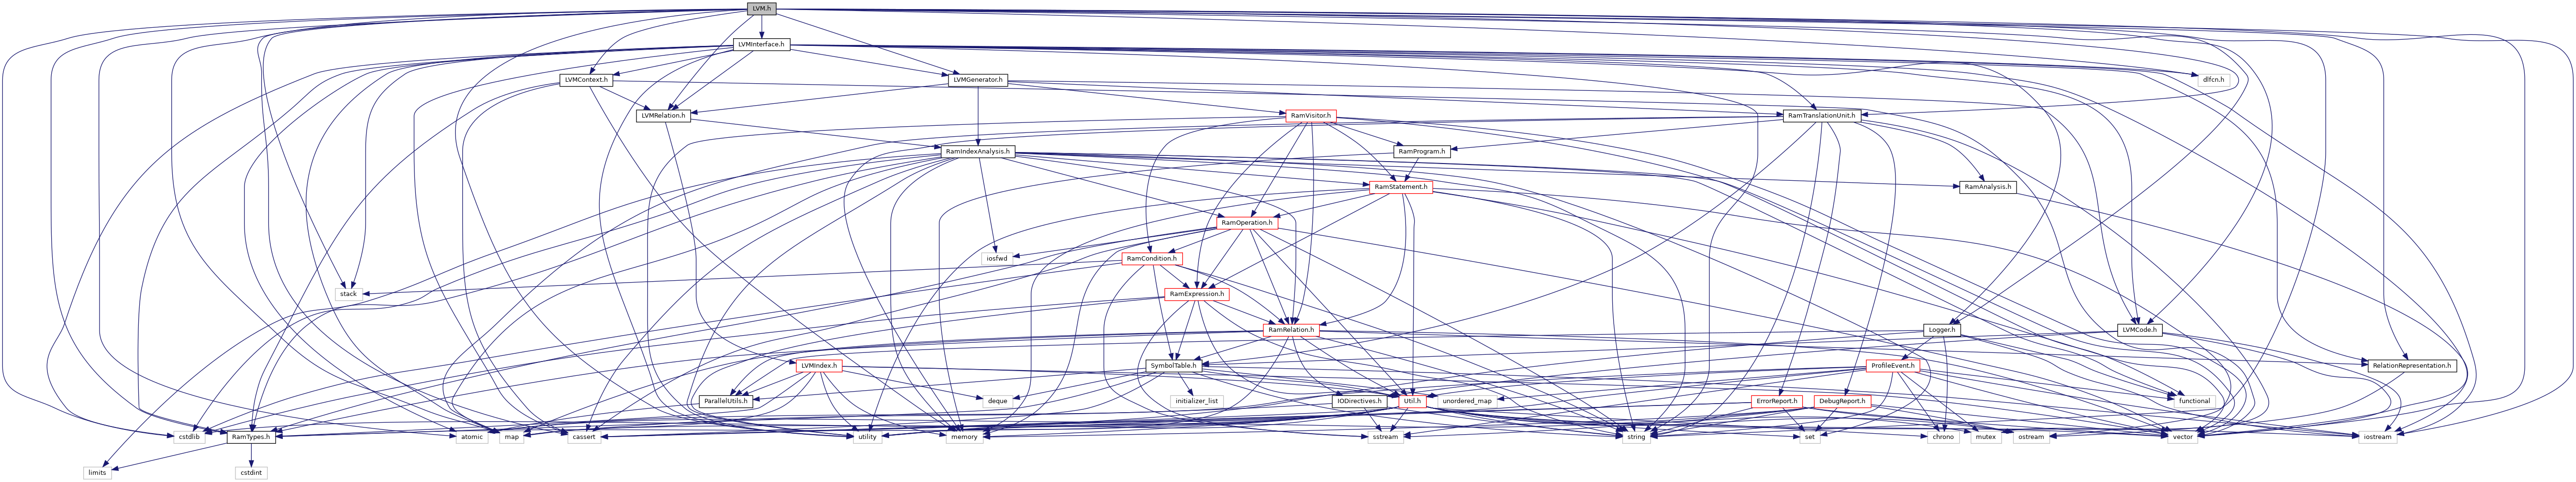 LVM.h
LVMInterface.h
LVMContext.h
LVMGenerator.h
dlfcn.h
LVMRelation.h
RamVisitor.h
RamTranslationUnit.h
RamIndexAnalysis.h
RamProgram.h
RamStatement.h
RamAnalysis.h
RamOperation.h
iosfwd
RamCondition.h
stack
RamExpression.h
RamRelation.h
Logger.h
LVMCode.h
LVMIndex.h
SymbolTable.h
ProfileEvent.h
RelationRepresentation.h
ParallelUtils.h
deque
initializer_list
IODirectives.h
Util.h
unordered_map
ErrorReport.h
DebugReport.h
functional
cstdlib
RamTypes.h
atomic
map
cassert
utility
memory
sstream
string
set
chrono
mutex
ostream
vector
iostream
limits
cstdint